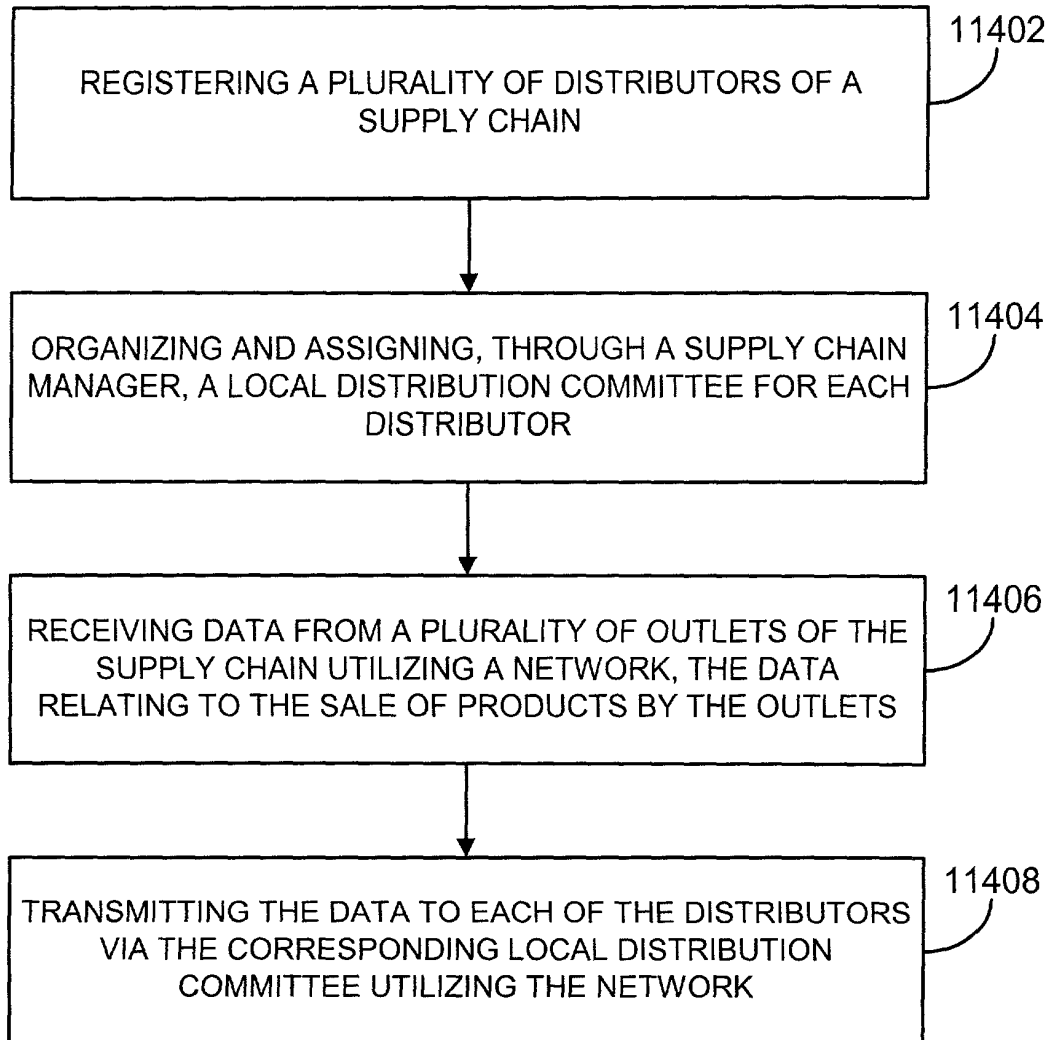 11402
REGISTERING A PLURALITY OF DISTRIBUTORS OF A
SUPPLY CHAIN
11404
ORGANIZING AND ASSIGNING, THROUGH A SUPPLY CHAIN
MANAGER, A LOCAL DISTRIBUTION COMMITTEE FOR EACH
DISTRIBUTOR
11406
RECEIVING DATA FROM A PLURALITY OF OUTLETS OF THE
SUPPLY CHAIN UTILIZING A NETWORK, THE DATA
RELATING TO THE SALE OF PRODUCTS BY THE OUTLETS
11408
TRANSMITTING THE DATA TO EACH OF THE DISTRIBUTORS
VIA THE CORRESPONDING LOCAL DISTRIBUTION
COMMITTEE UTILIZING THE NETWORK